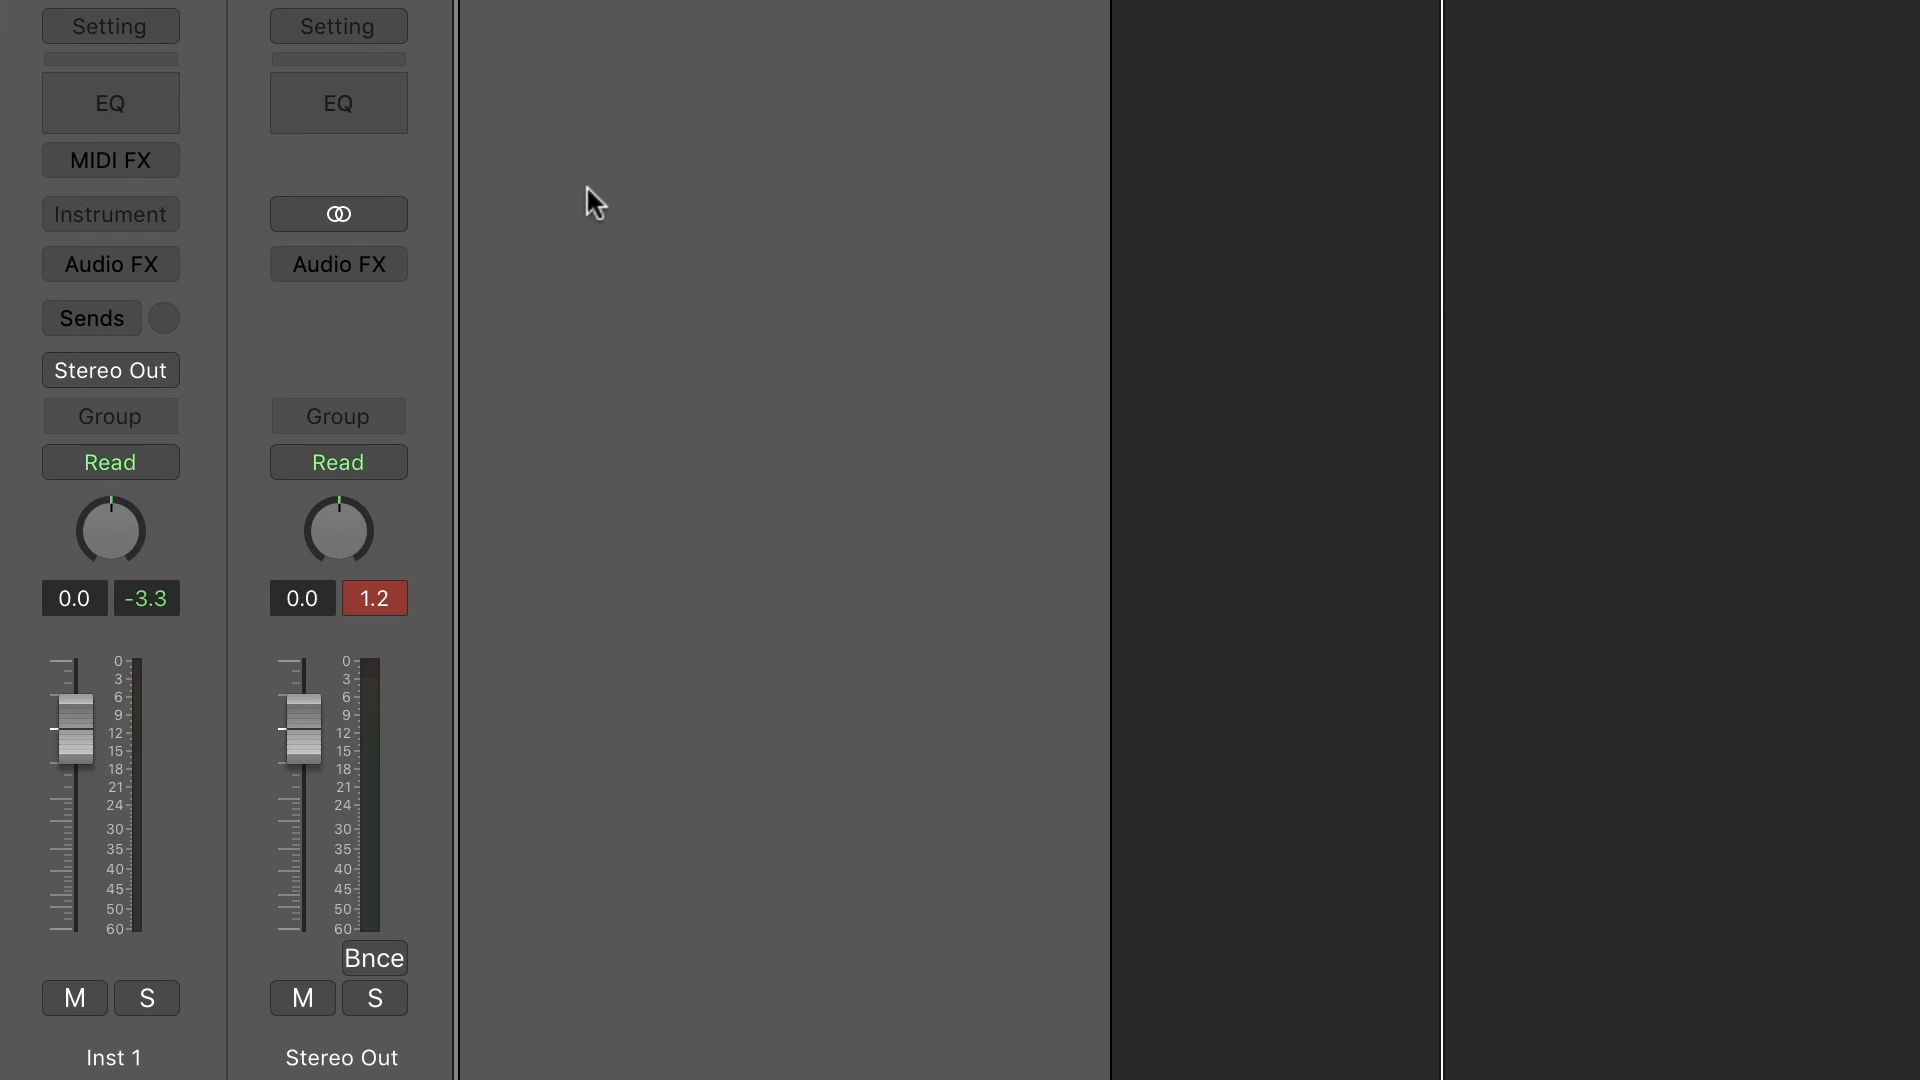 Setting
EQ
MIDI FX
Instrument
Audio FX
Sends
Stereo Out
Group
Read
0.0 -3.3
0
3
6
9
12
15
18
21
24
30
35
40
45
50
60
M S
Inst 1
Setting
EQ
Audio FX
Group
Read
0.0 1.2
0
3
6
9
12
15
18
21
24
30
35
40
45
50
60
Bnce
M S
Stereo Out